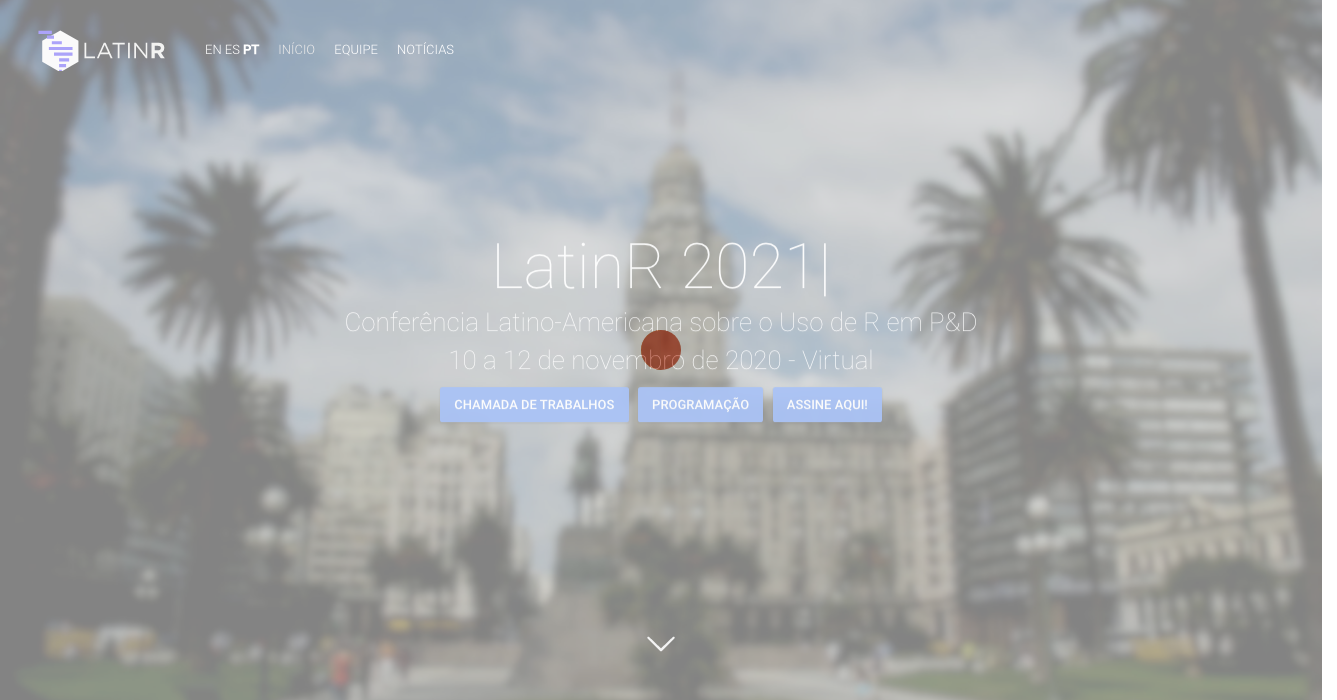 LATINR
EN ES PT INÍCIO EQUIPE NOTÍCIAS
LatinR 2021|
Conferência Latino-Americana sobre o Uso de R em P&D
10 a 12 de novembro de 2020 - Virtual
CHAMADA DE TRABALHOS PROGRAMAÇÃO ASSINE AQUI!